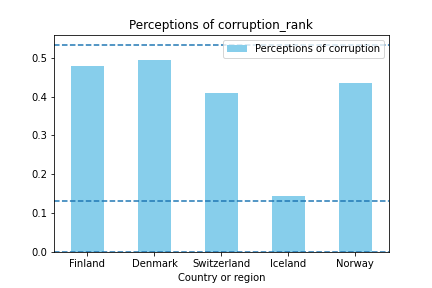 Perceptions of corruption_rank
Perceptions of corruption
0.5
0.4
0.3
0.2
0.1
0.0
Finland Denmark Switzerland Iceland Norway
Country or region